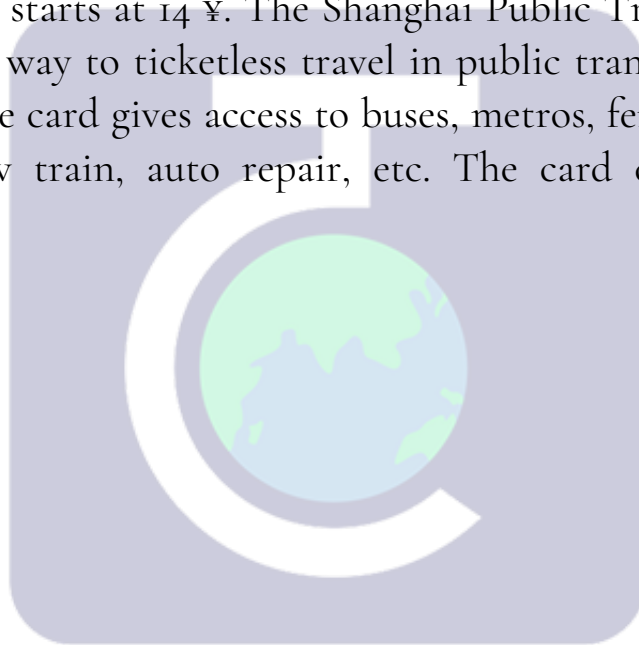 starts at 14 ¥. The Shanghai Public
way to ticketless travel in public
card gives access to buses, metros,
train, auto repair, etc. The card